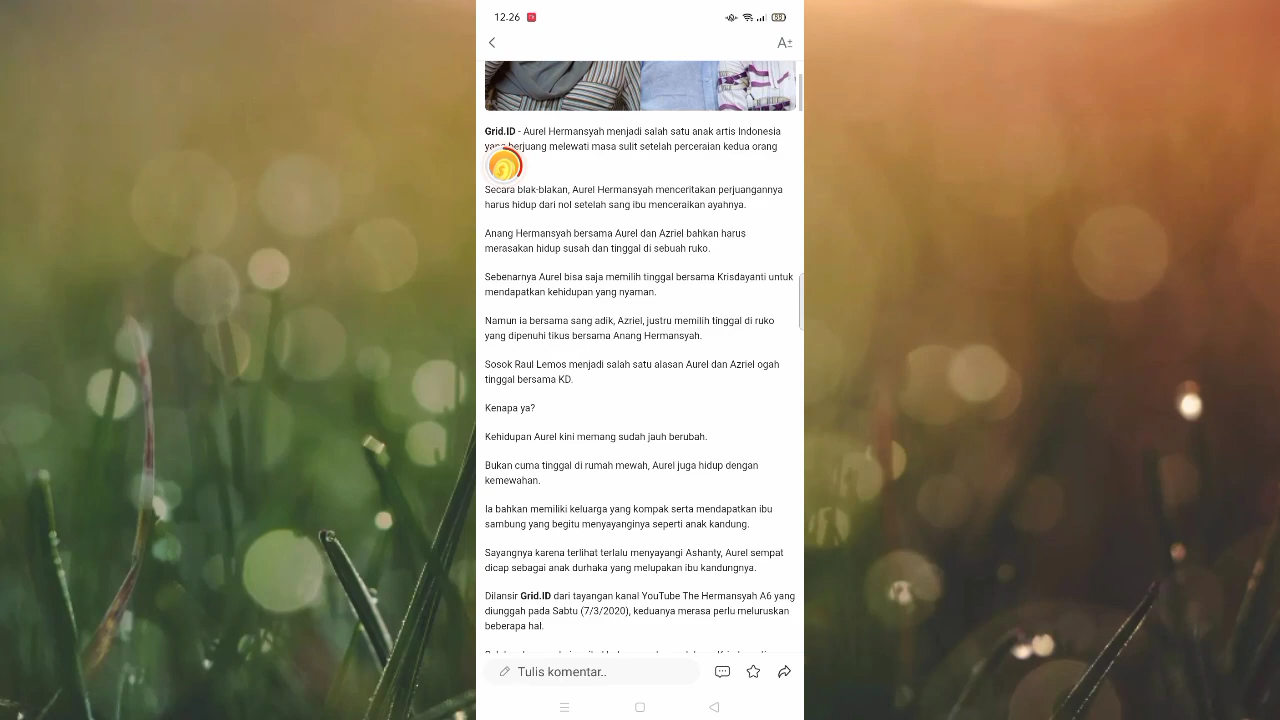 12.26
A±
Grid.ID - Aurel Hermansyah menjadi salah satu anak artis Indonesia
yang berjuang melewati masa sulit setelah perceraian kedua orang
Secara blak-blakan, Aurel Hermansyah menceritakan perjuangannya
harus hidup dari nol setelah sang ibu menceraikan ayahnya.
Anang Hermansyah bersama Aurel dan Azriel bahkan harus
merasakan hidup susah dan tinggal di sebuah ruko.
Sebenarnya Aurel bisa saja memilih tinggal bersama Krisdayanti untuk
mendapatkan kehidupan yang nyaman.
Namun ia bersama sang adik, Azriel, justru memilih tinggal di ruko
yang dipenuhi tikus bersama Anang Hermansyah.
Sosok Raul Lemos menjadi salah satu alasan Aurel dan Azriel ogah
tinggal bersama KD.
Kenapa ya?
Kehidupan Aurel kini memang sudah jauh berubah.
Bukan cuma tinggal di rumah mewah, Aurel juga hidup dengan
kemewahan.
Ia bahkan memiliki keluarga yang kompak serta mendapatkan ibu
sambung yang begitu menyayanginya seperti anak kandung.
Sayangnya karena terlihat terlalu menyayangi Ashanty, Aurel sempat
dicap sebagai anak durhaka yang melupakan ibu kandungnya.
Dilansir Grid.ID dari tayangan kanal YouTube The Hermansyah A6 yang
diunggah pada Sabtu (7/3/2020), keduanya merasa perlu meluruskan
beberapa hal.
Tulis komentar..